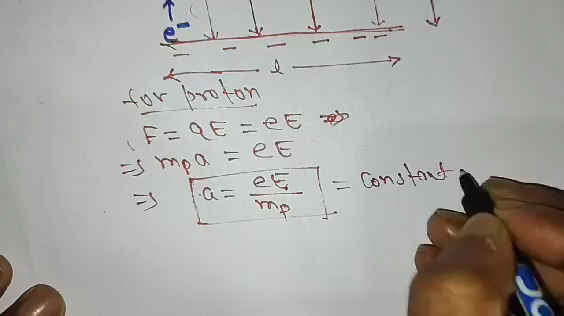 e-
l
for proton
F = qE = eE
⇒ mpa = eE
⇒ a = eE/mp = constant